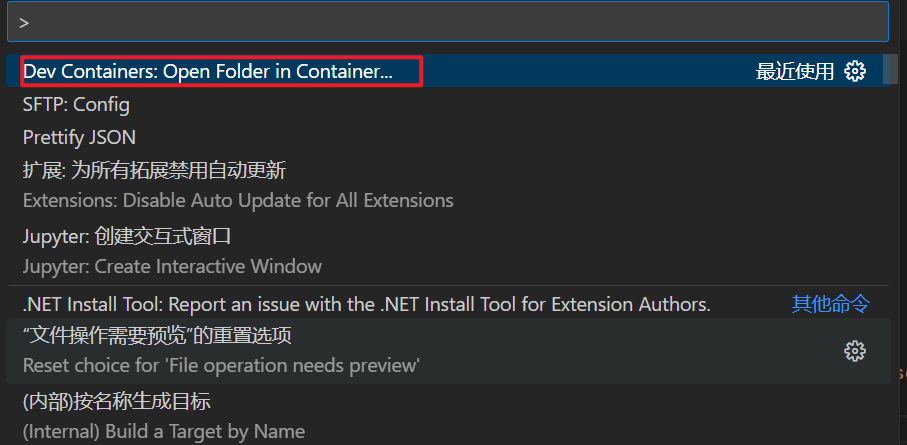 >
Dev Containers: Open Folder in Container... 最近使用
SFTP: Config
Prettify JSON
扩展: 为所有拓展禁用自动更新
Extensions: Disable Auto Update for All Extensions
Jupyter: 创建交互式窗口
Jupyter: Create Interactive Window
.NET Install Tool: Report an issue with the .NET Install Tool for Extension Authors. 其他命令
“文件操作需要预览”的重置选项
Reset choice for 'File operation needs preview'
(内部)按名称生成目标
(Internal) Build a Target by Name